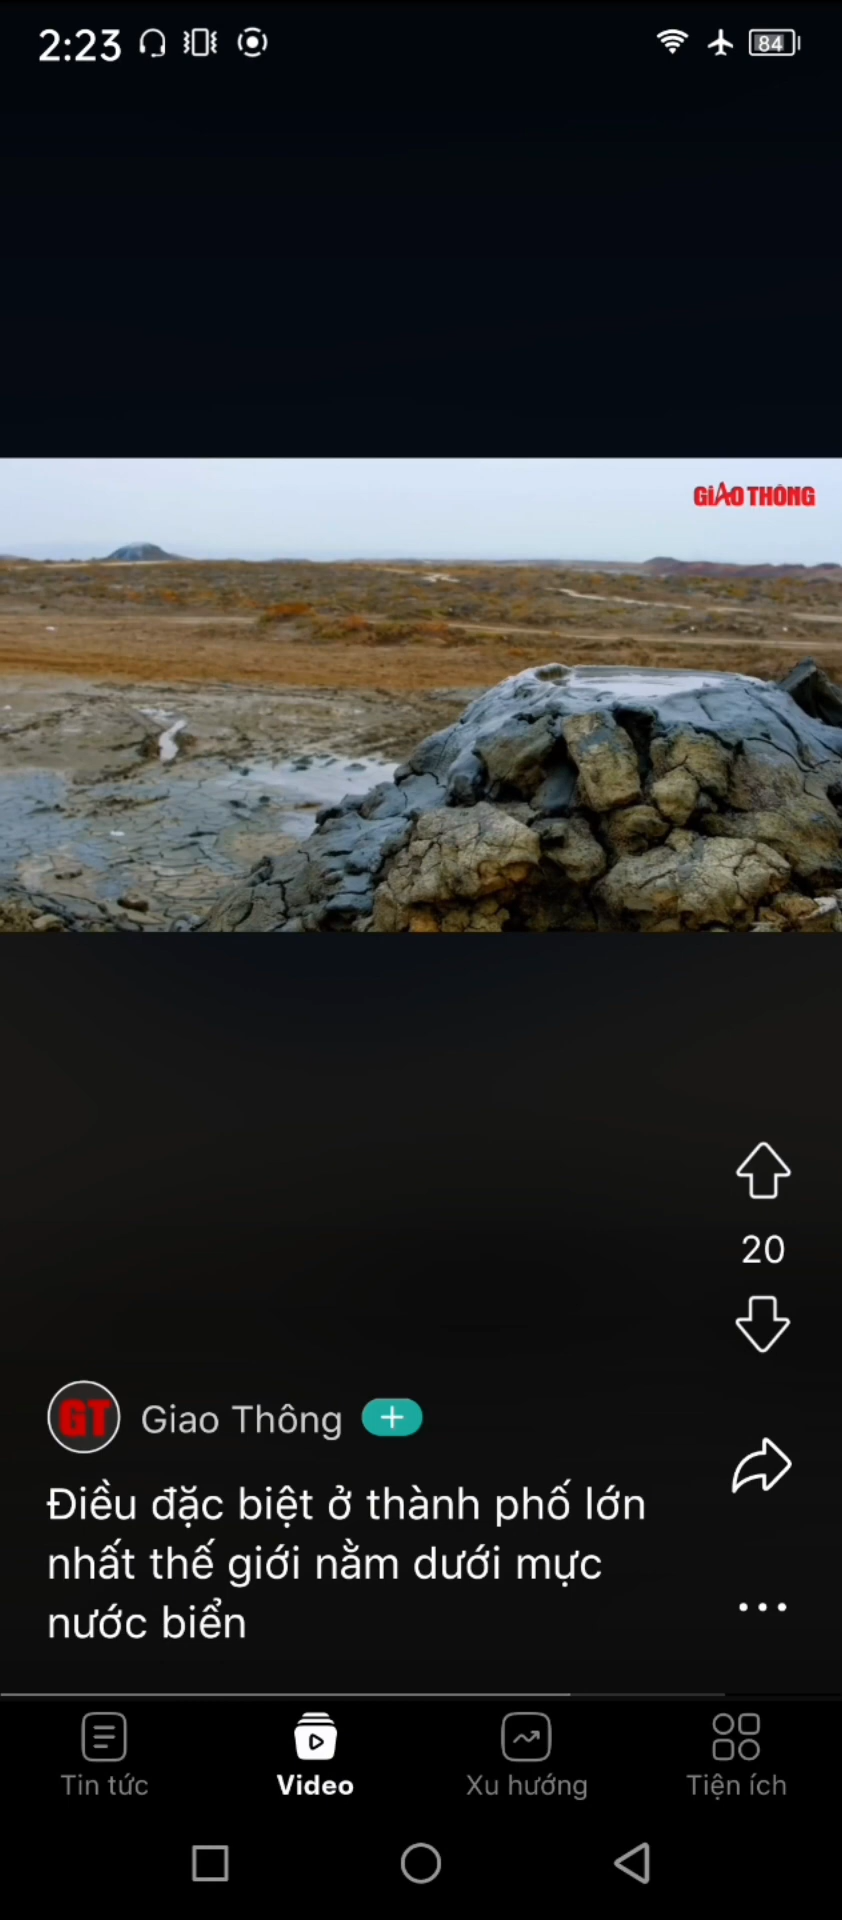 2:23
84
GIAO THÔNG
20
GT
Giao Thông
Điều đặc biệt ở thành phố lớn
nhất thế giới nằm dưới mực
nước biển
Tin tức
Video
Xu hướng
Tiện ích